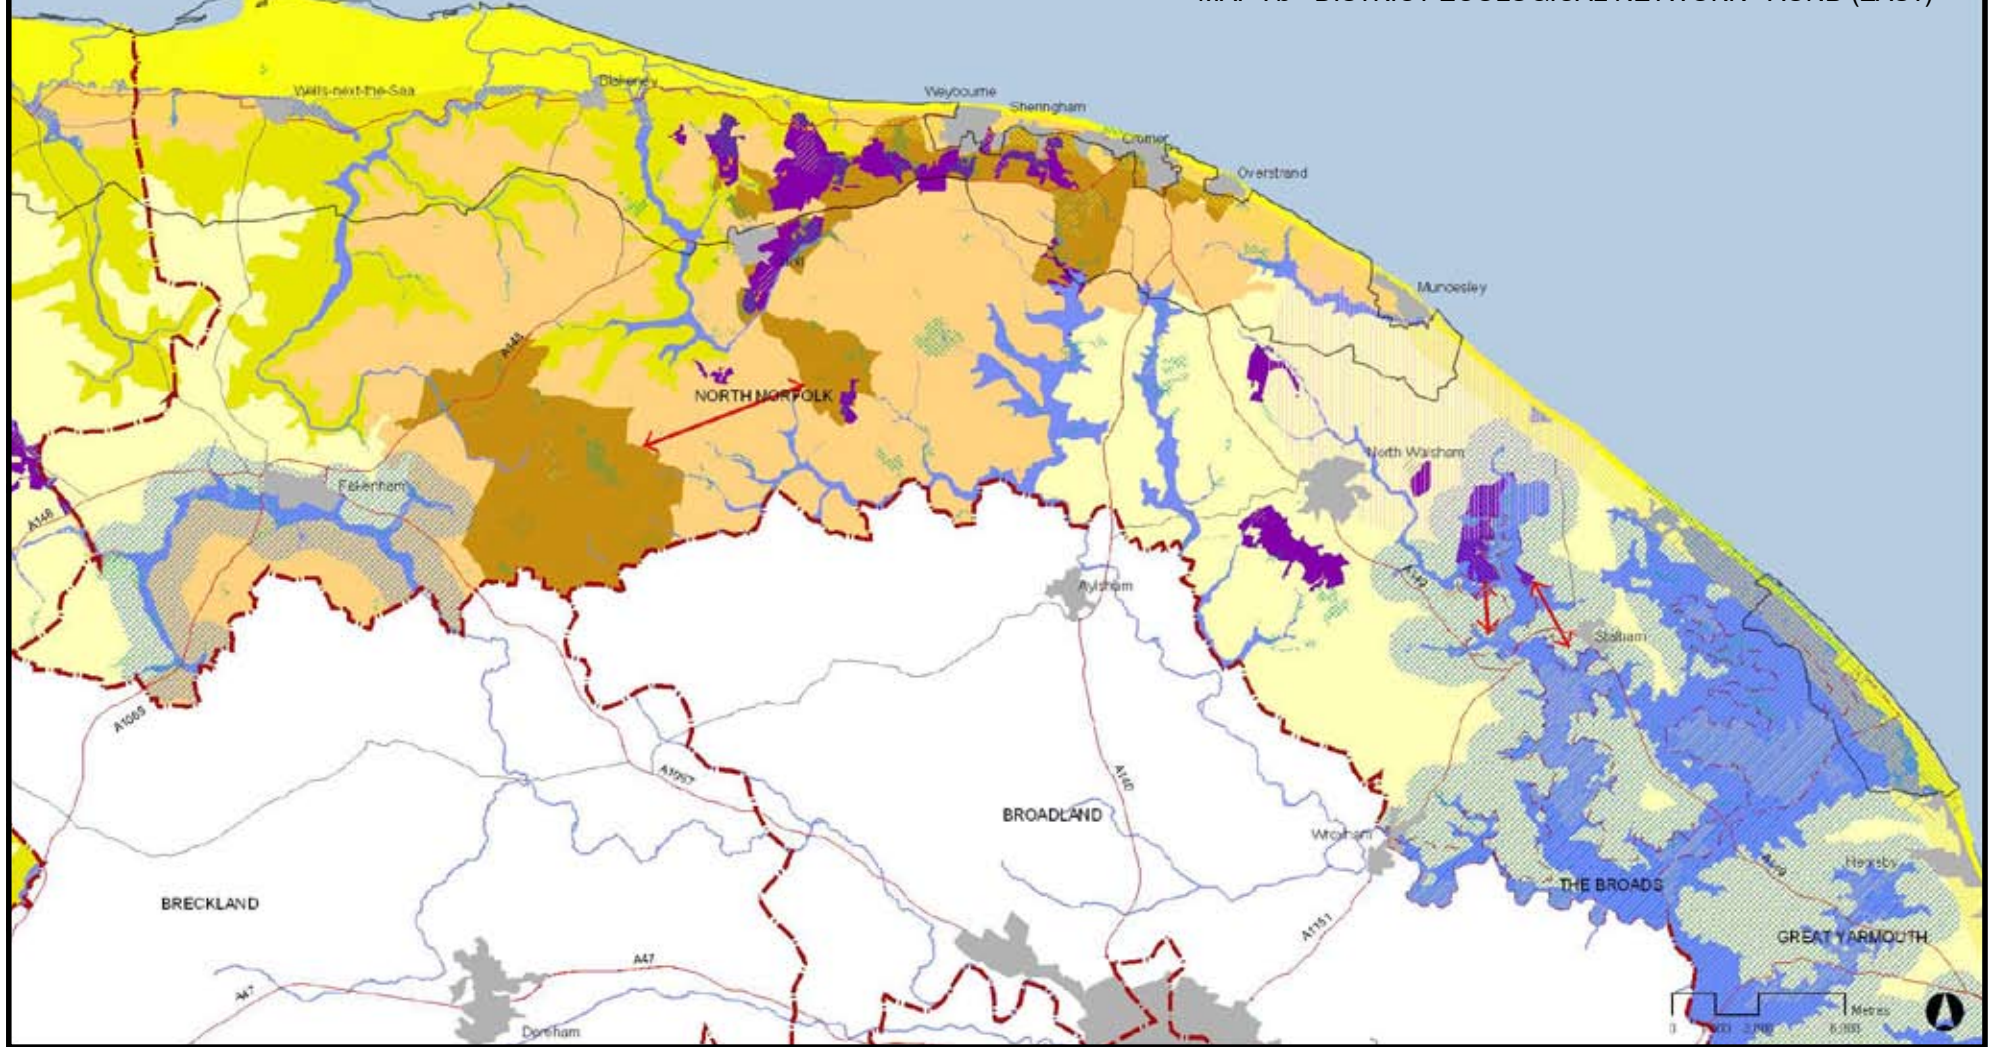 Wells-next-the-Sea
Blakeney
Weybourne
Sheringham
Cromer
Overstrand
Mundesley
A148
NORTH NORFOLK
North Walsham
Fakenham
A148
A149
Aylsham
Stalham
A1065
A1067
A140
BROADLAND
Wroxham
A149
Hemsby
THE BROADS
BRECKLAND
A1151
GREAT YARMOUTH
A47
A47
Metres
0
Dereham